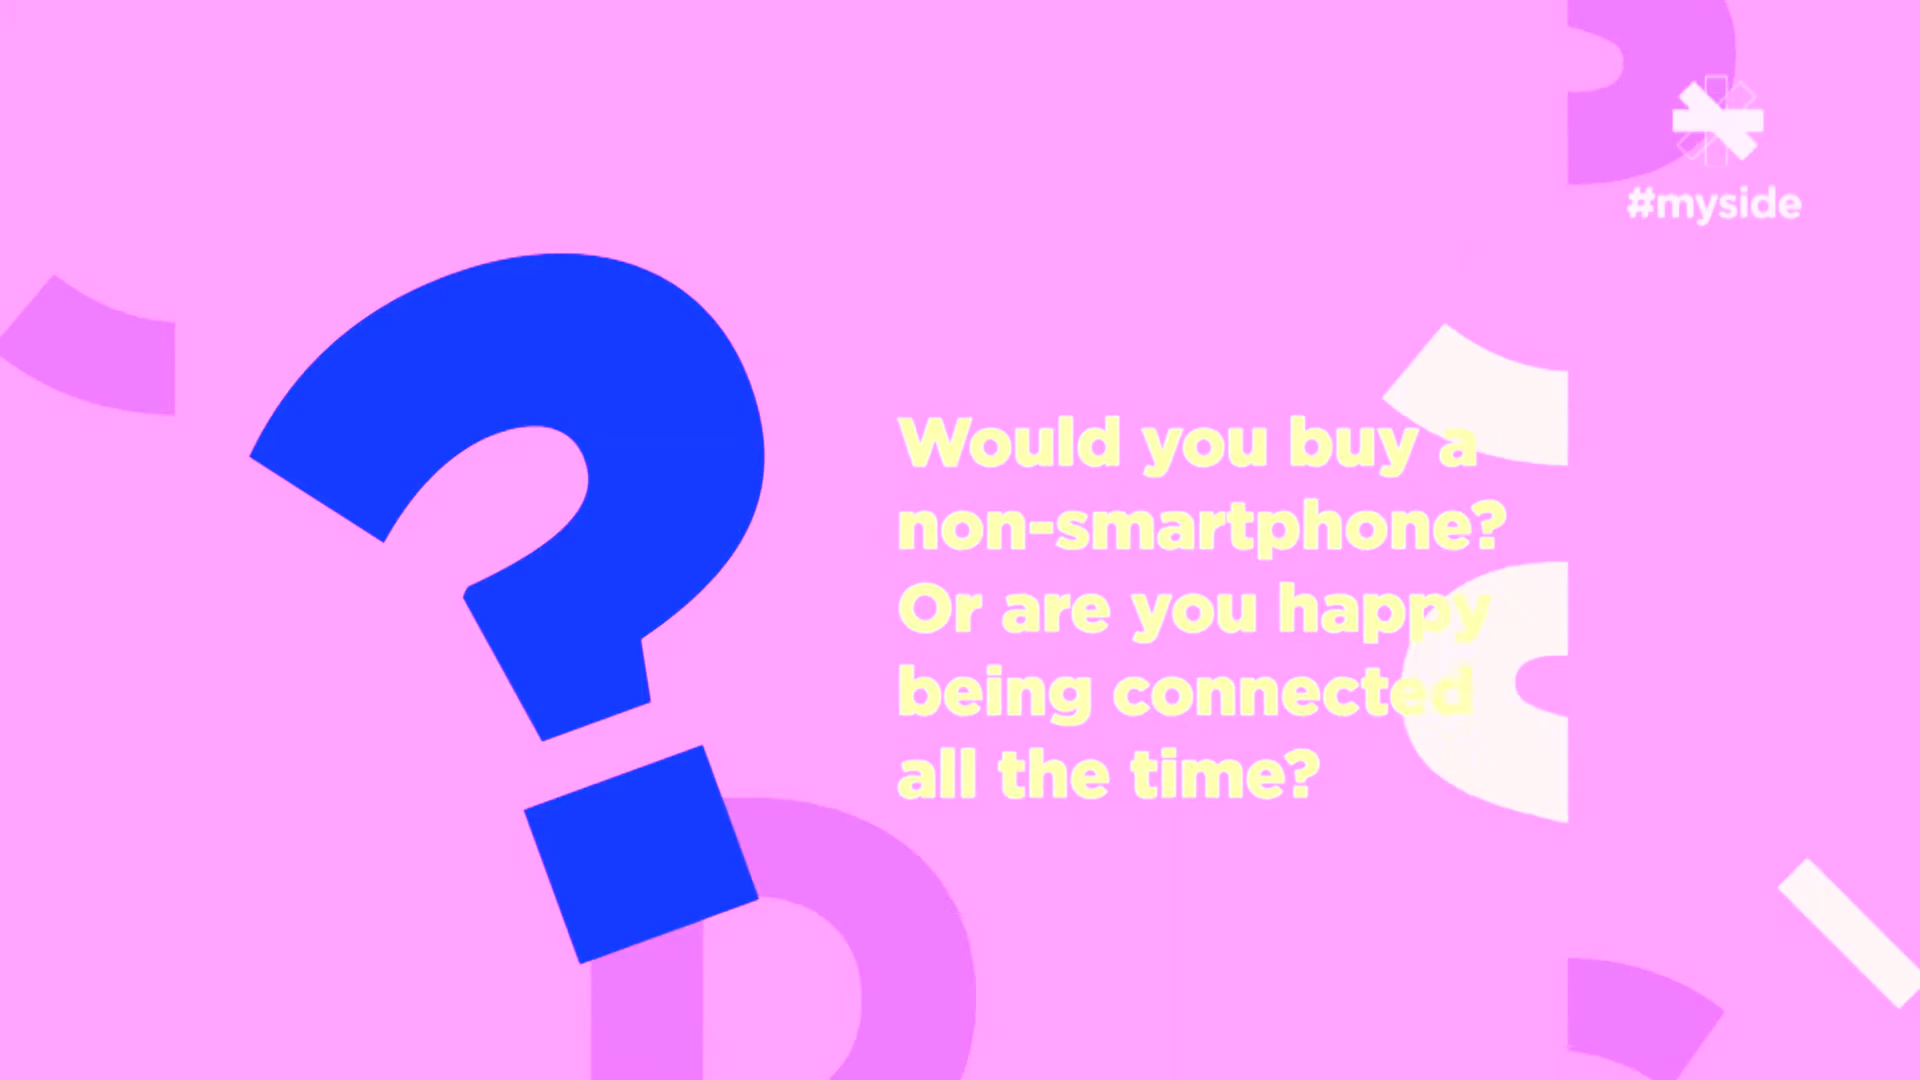 #myside
Would you buy a
non-smartphone?
Or are you happy
being connected
all the time?